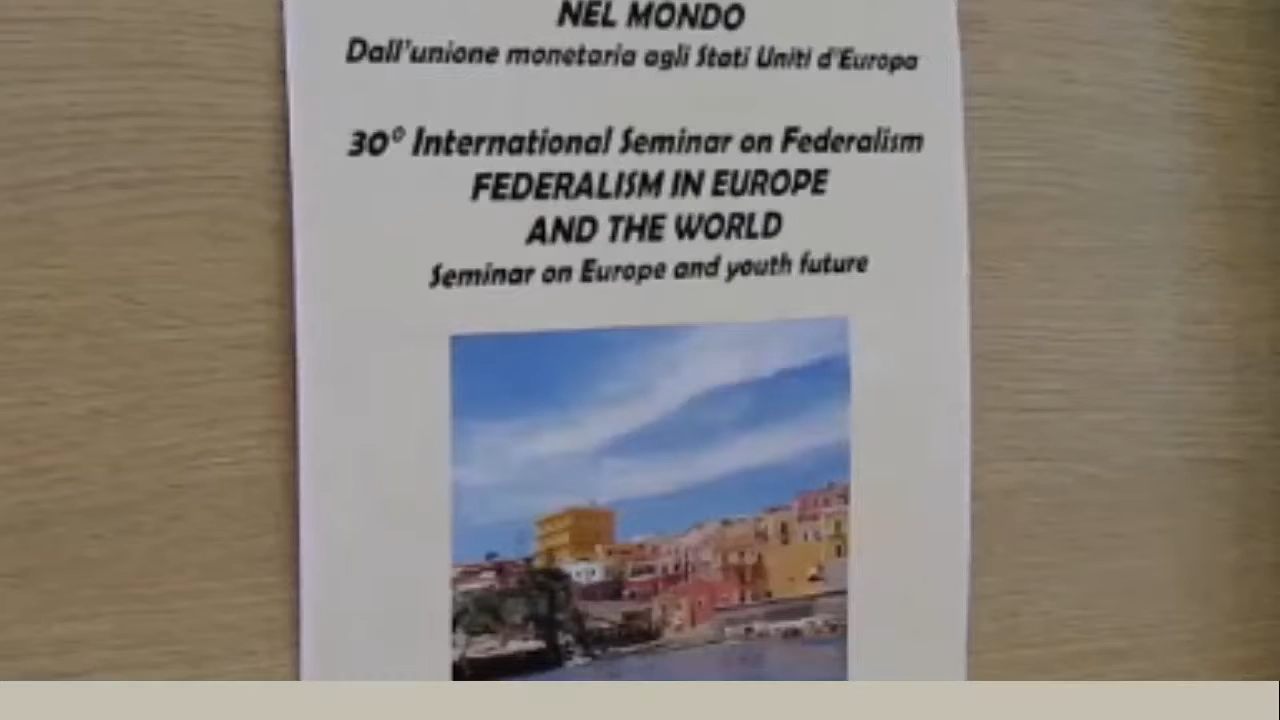 NEL MONDO
Dall'unione monetaria agli Stati Uniti d'Europa
30° International Seminar on Federalism
FEDERALISM IN EUROPE
AND THE WORLD
Seminar on Europe and youth future